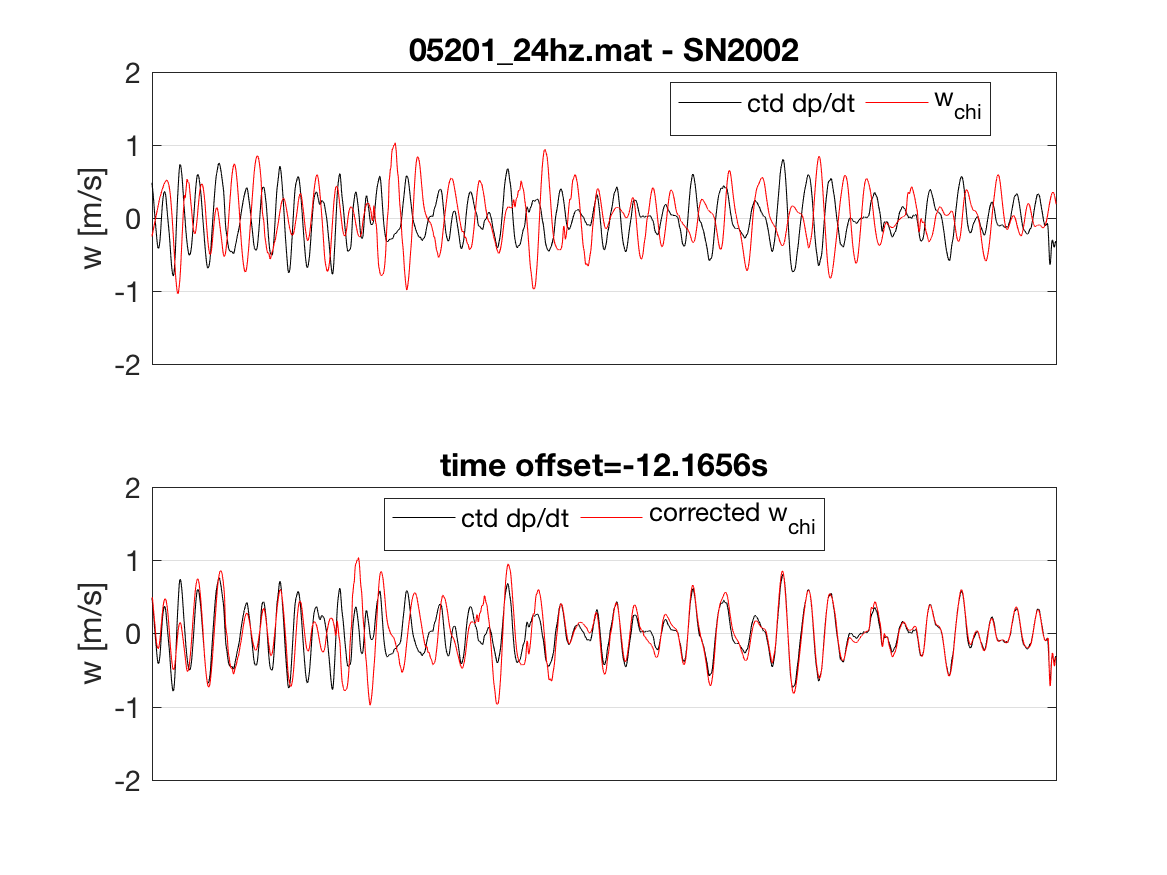 05201_24hz.mat - SN2002
ctd dp/dt w_chi
2
1
0
-1
-2
w [m/s]
time offset=-12.1656s
ctd dp/dt corrected w_chi
2
1
0
-1
-2
w [m/s]